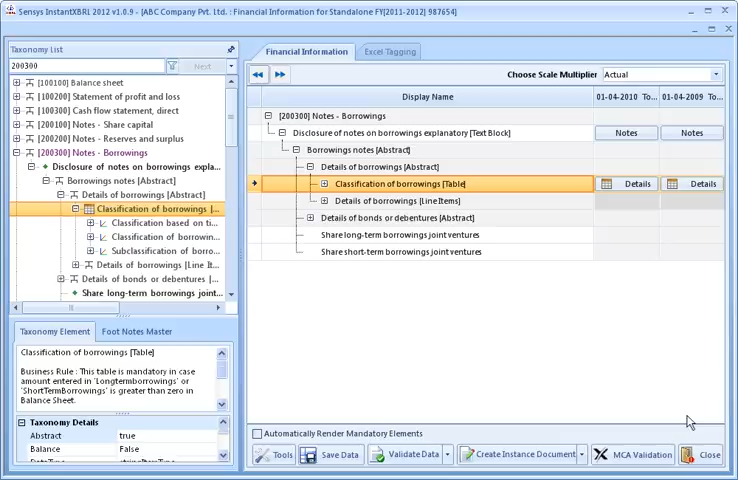 Sensys InstantXBRL 2012 v1.0.9 - [ABC Company Pvt. Ltd. : Financial Information for Standalone FY(2011-2012) 987654]
Taxonomy List
200300
Next
[100100] Balance sheet
[100200] Statement of profit and loss
[100300] Cash flow statement, direct
[200100] Notes - Share capital
[200200] Notes - Reserves and surplus
[200300] Notes - Borrowings
Disclosure of notes on borrowings expla...
Borrowings notes [Abstract]
Details of borrowings [Abstract]
Classification of borrowings [...
Classification based on ti...
Classification of borrowin...
Subclassification of borro...
Details of borrowings [Line It...
Details of bonds or debentures [...
Share long-term borrowings joint...
Taxonomy Element
Foot Notes Master
Classification of borrowings [Table]
Business Rule : This table is mandatory in case
amount entered in 'Longtermborrowings' or
'ShortTermBorrowings' is greater than zero in
Balance Sheet.
Taxonomy Details
Abstract true
Balance False
Financial Information
Excel Tagging
Choose Scale Multiplier Actual
Display Name 01-04-2010 To... 01-04-2009 To...
[200300] Notes - Borrowings
Disclosure of notes on borrowings explanatory [Text Block] Notes Notes
Borrowings notes [Abstract]
Details of borrowings [Abstract]
Classification of borrowings [Table] Details Details
Details of borrowings [LineItems]
Details of bonds or debentures [Abstract]
Share long-term borrowings joint ventures
Share short-term borrowings joint ventures
Automatically Render Mandatory Elements
Tools Save Data Validate Data Create Instance Document MCA Validation Close